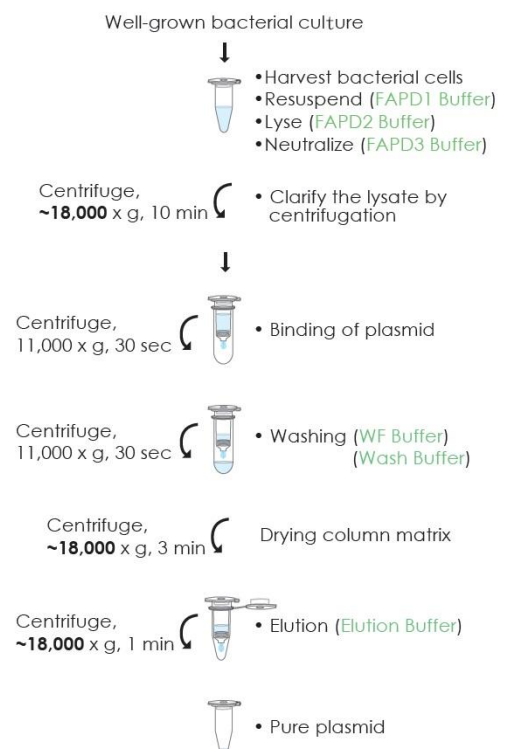 Well-grown bacterial culture
•Harvest bacterial cells
•Resuspend (FAPD1 Buffer)
•Lyse (FAPD2 Buffer)
•Neutralize (FAPD3 Buffer)
Centrifuge,
~18,000 x g, 10 min
• Clarify the lysate by
centrifugation
Centrifuge,
11,000 x g, 30 sec
• Binding of plasmid
Centrifuge,
11,000 x g, 30 sec
• Washing (WF Buffer)
(Wash Buffer)
Centrifuge,
~18,000 x g, 3 min
Drying column matrix
Centrifuge,
~18,000 x g, 1 min
• Elution (Elution Buffer)
• Pure plasmid